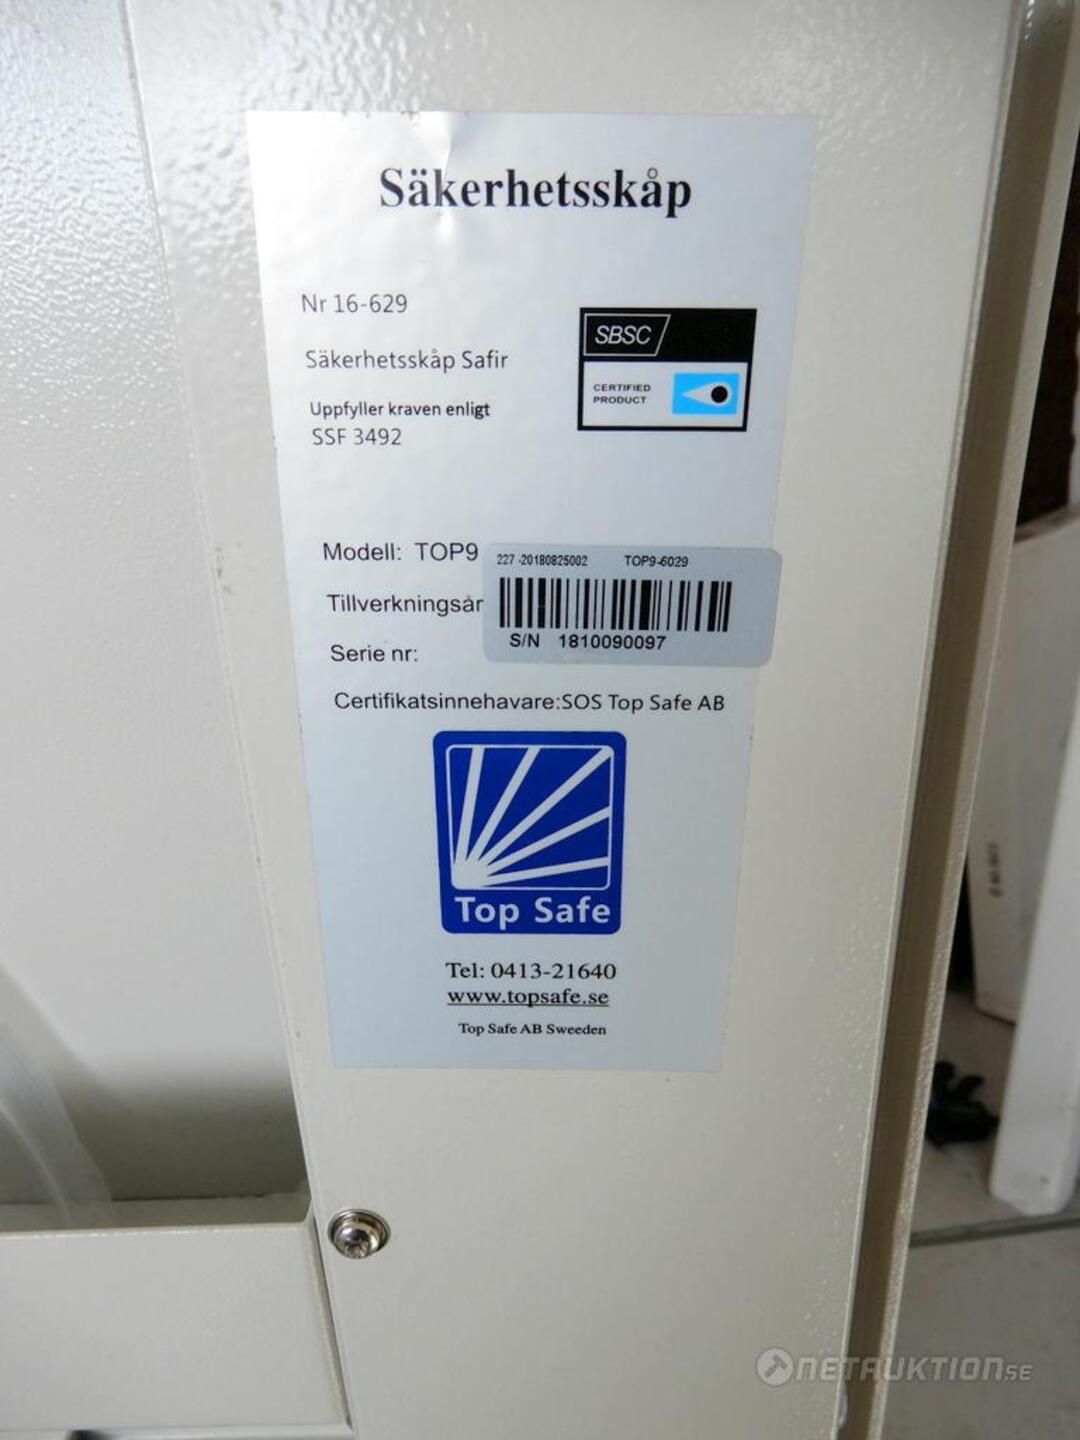 Säkerhetsskåp
Nr 16-629
Säkerhetsskåp Safir
Uppfyller kraven enligt
SSF 3492
SBSC
CERTIFIED
PRODUCT
Modell: TOP9
227 -20180825002 TOP9-6029
Tillverkningsår
S/N 1810090097
Serie nr:
Certifikatsinnehavare:SOS Top Safe AB
Top Safe
Tel: 0413-21640
www.topsafe.se
Top Safe AB Sweeden
NETAUKTION.SE